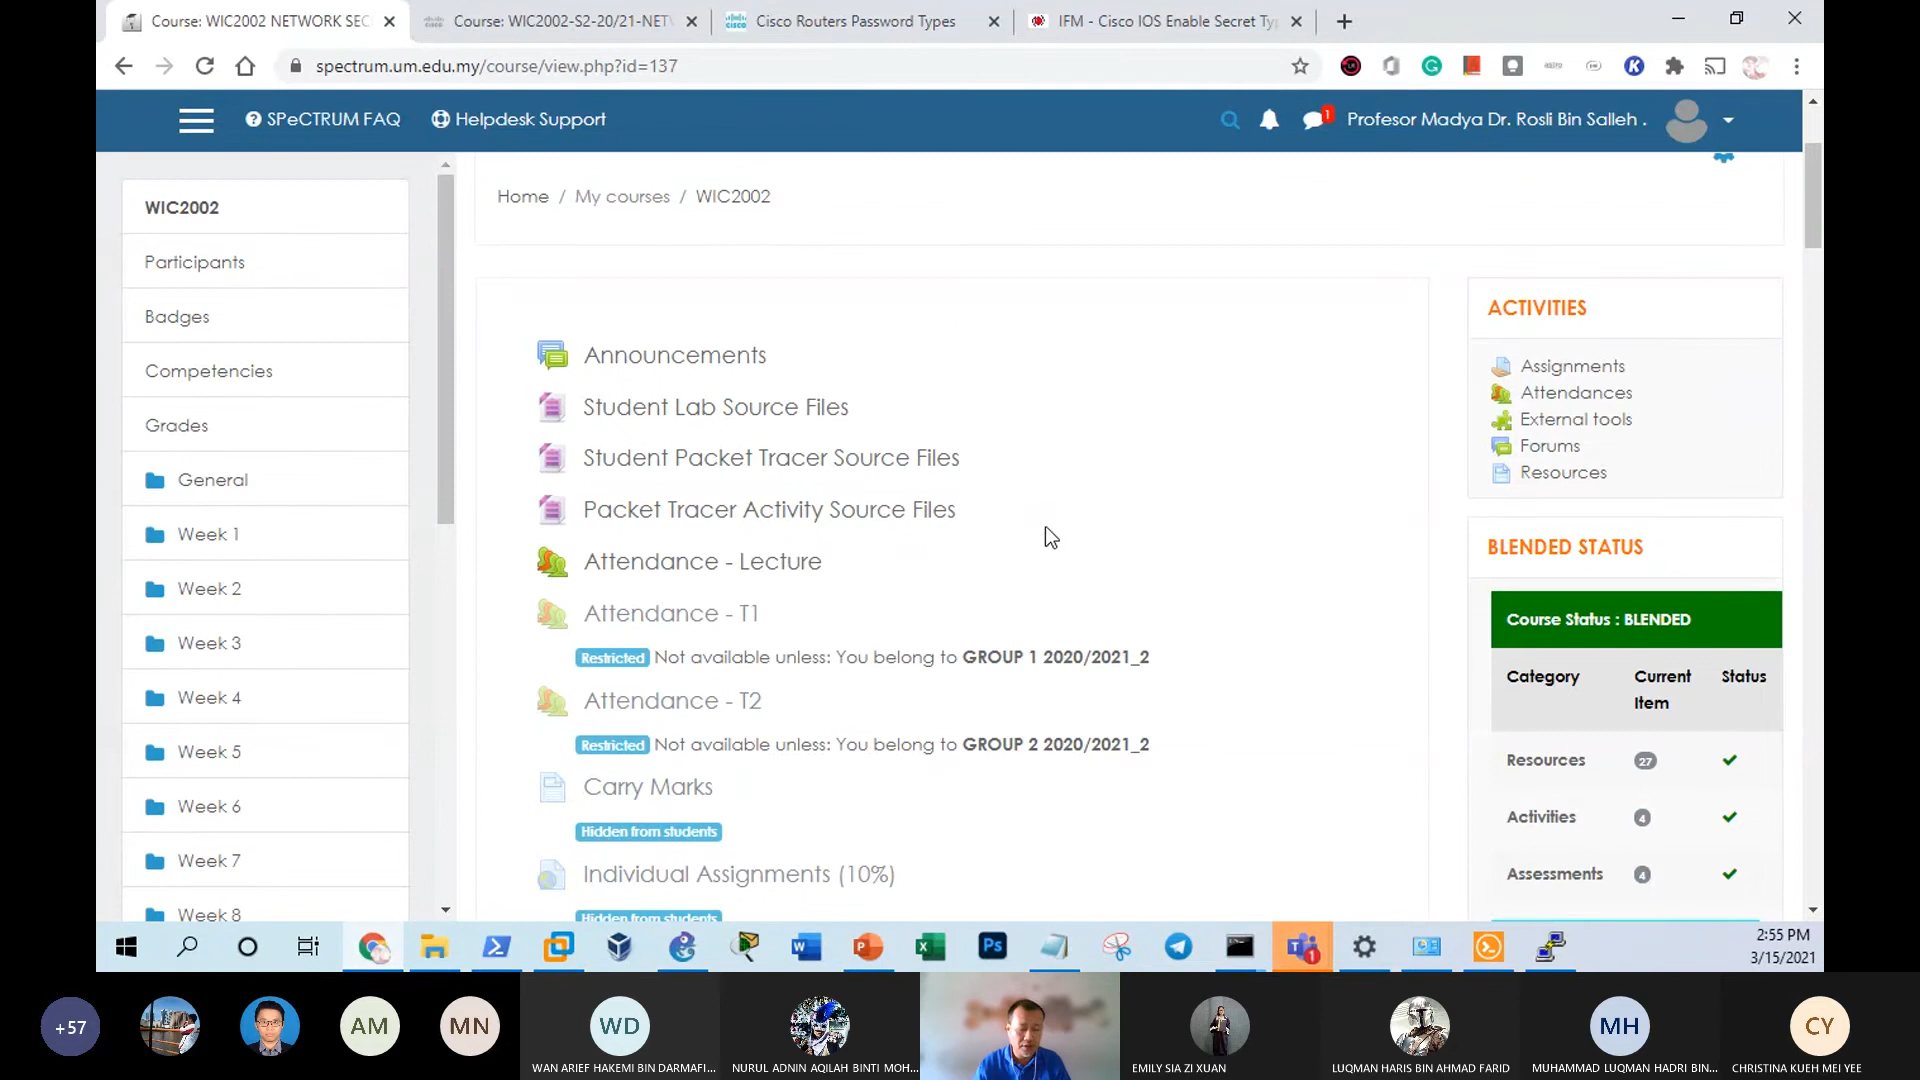 Course: WIC2002 NETWORK SEC
Course: WIC2002-S2-20/21-NET
Cisco Routers Password Types
IFM - Cisco IOS Enable Secret Ty
spectrum.um.edu.my/course/view.php?id=137
SPeCTRUM FAQ
Helpdesk Support
1
Profesor Madya Dr. Rosli Bin Salleh .
WIC2002
Participants
Badges
Competencies
Grades
General
Week 1
Week 2
Week 3
Week 4
Week 5
Week 6
Week 7
Week 8
Home / My courses / WIC2002
Announcements
Student Lab Source Files
Student Packet Tracer Source Files
Packet Tracer Activity Source Files
Attendance - Lecture
Attendance - T1
Restricted Not available unless: You belong to GROUP 1 2020/2021_2
Attendance - T2
Restricted Not available unless: You belong to GROUP 2 2020/2021_2
Carry Marks
Hidden from students
Individual Assignments (10%)
Hidden from students
ACTIVITIES
Assignments
Attendances
External tools
Forums
Resources
BLENDED STATUS
Course Status : BLENDED
Category Current Item Status
Resources 27
Activities 4
Assessments 4
2:55 PM
3/15/2021
+57
AM
MN
WD
WAN ARIEF HAKEMI BIN DARMAFI...
NURUL ADNIN AQILAH BINTI MOH...
EMILY SIA ZI XUAN
LUQMAN HARIS BIN AHMAD FARID
MH
MUHAMMAD LUQMAN HADRI BIN...
CY
CHRISTINA KUEH MEI YEE